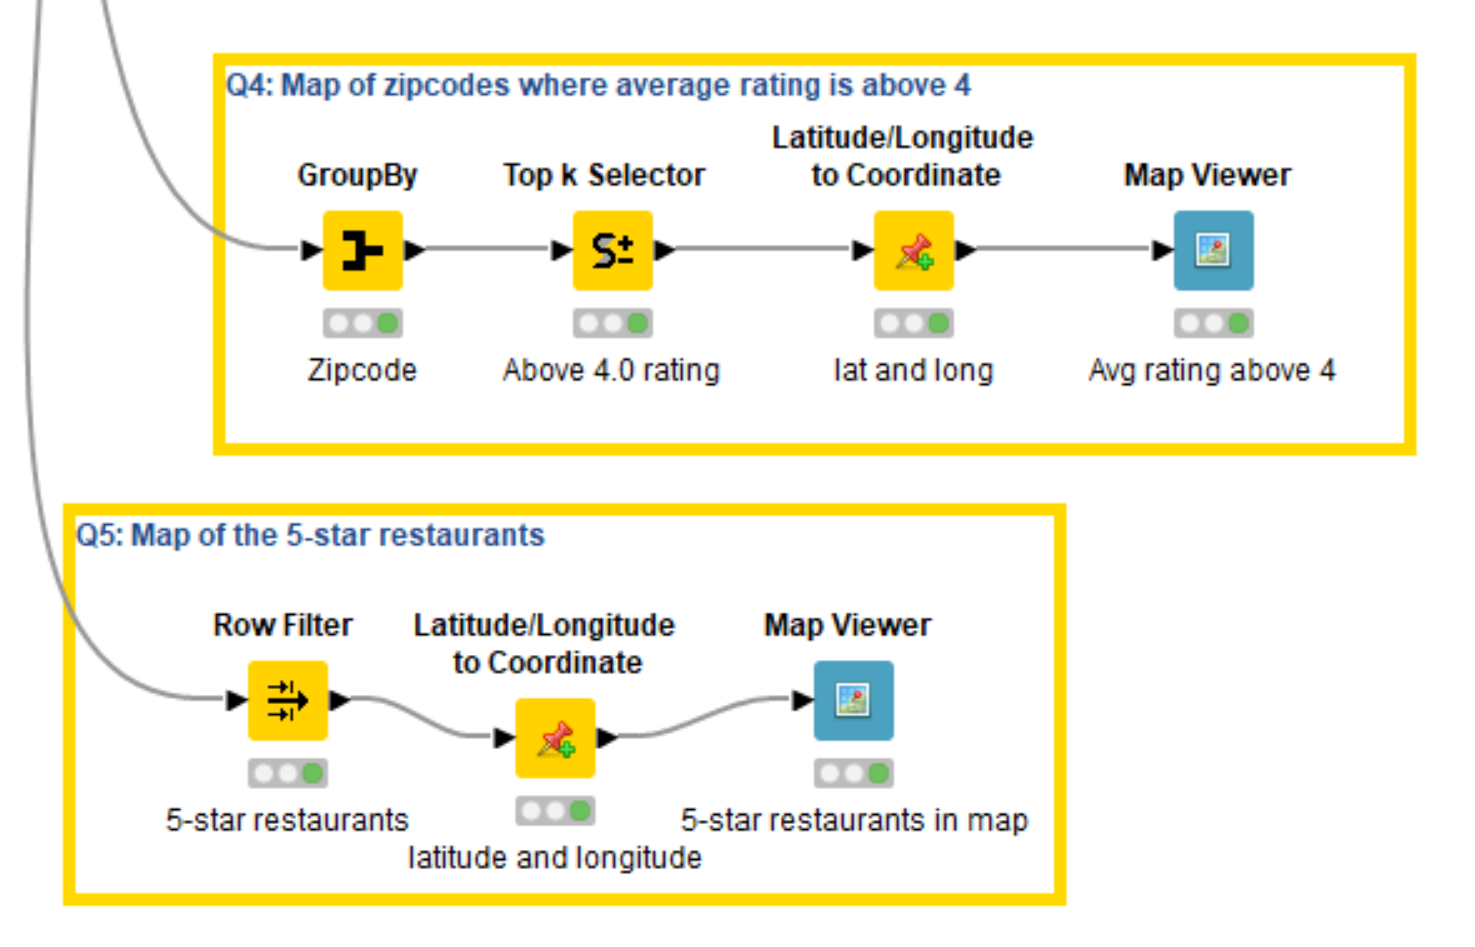 Q4: Map of zipcodes where average rating is above 4
Latitude/Longitude
GroupBy Top k Selector to Coordinate Map Viewer
Zipcode Above 4.0 rating lat and long Avg rating above 4
Q5: Map of the 5-star restaurants
Row Filter Latitude/Longitude Map Viewer
to Coordinate
5-star restaurants 5-star restaurants in map
latitude and longitude